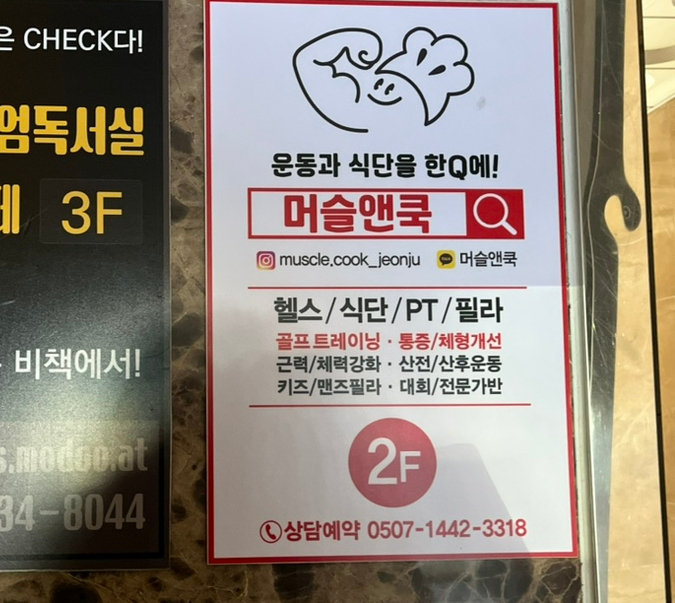 은 CHECK다!
엄독서실
3F
비책에서!
s.modoo.at
34-8044
운동과 식단을 한Q에!
머슬앤쿡
muscle.cook_jeonju 머슬앤쿡
헬스/식단/PT/필라
골프트레이닝 · 통증/체형개선
근력/체력강화 · 산전/산후운동
키즈/맨즈필라 · 대회/전문가반
2F
상담예약 0507-1442-3318